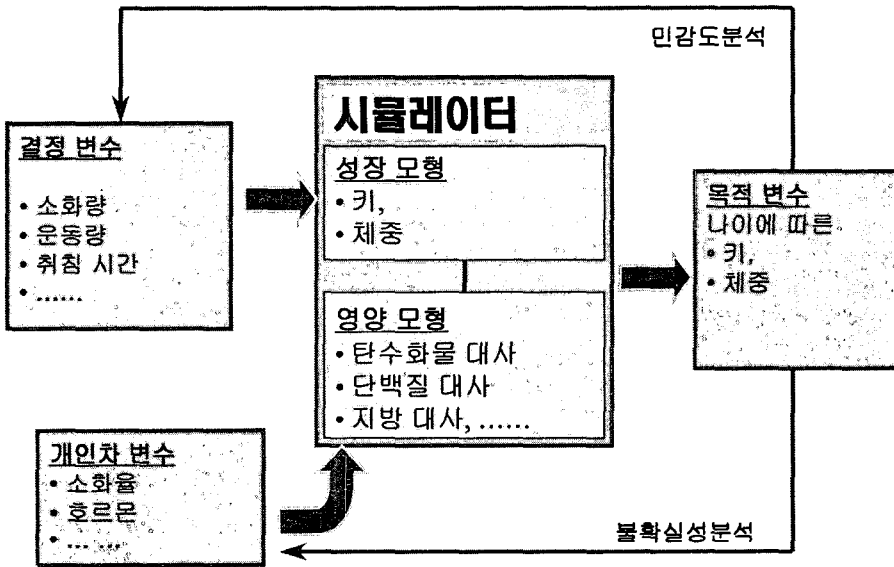 민감도분석
시뮬레이터
결정 변수
• 소화량
• 운동량
• 취침 시간
• ......
성장 모형
• 키,
• 체중
영양 모형
• 탄수화물 대사
• 단백질 대사
• 지방 대사, ......
목적 변수
나이에 따른
• 키,
• 체중
개인차 변수
• 소화율
• 호르몬
• ... ...
불확실성분석